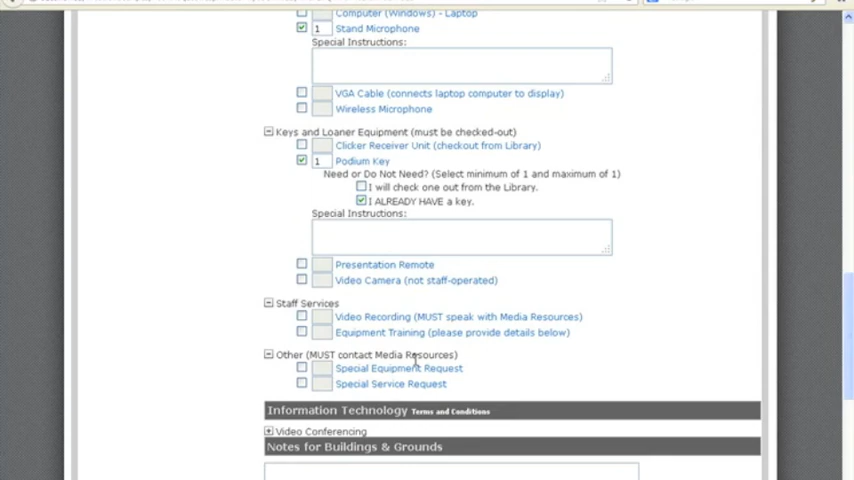 Computer (Windows) - Laptop
1 Stand Microphone
Special Instructions:
VGA Cable (connects laptop computer to display)
Wireless Microphone
Keys and Loaner Equipment (must be checked-out)
Clicker Receiver Unit (checkout from Library)
1 Podium Key
Need or Do Not Need? (Select minimum of 1 and maximum of 1)
I will check one out from the Library.
I ALREADY HAVE a key.
Special Instructions:
Presentation Remote
Video Camera (not staff-operated)
Staff Services
Video Recording (MUST speak with Media Resources)
Equipment Training (please provide details below)
Other (MUST contact Media Resources)
Special Equipment Request
Special Service Request
Information Technology Terms and Conditions
Video Conferencing
Notes for Buildings & Grounds